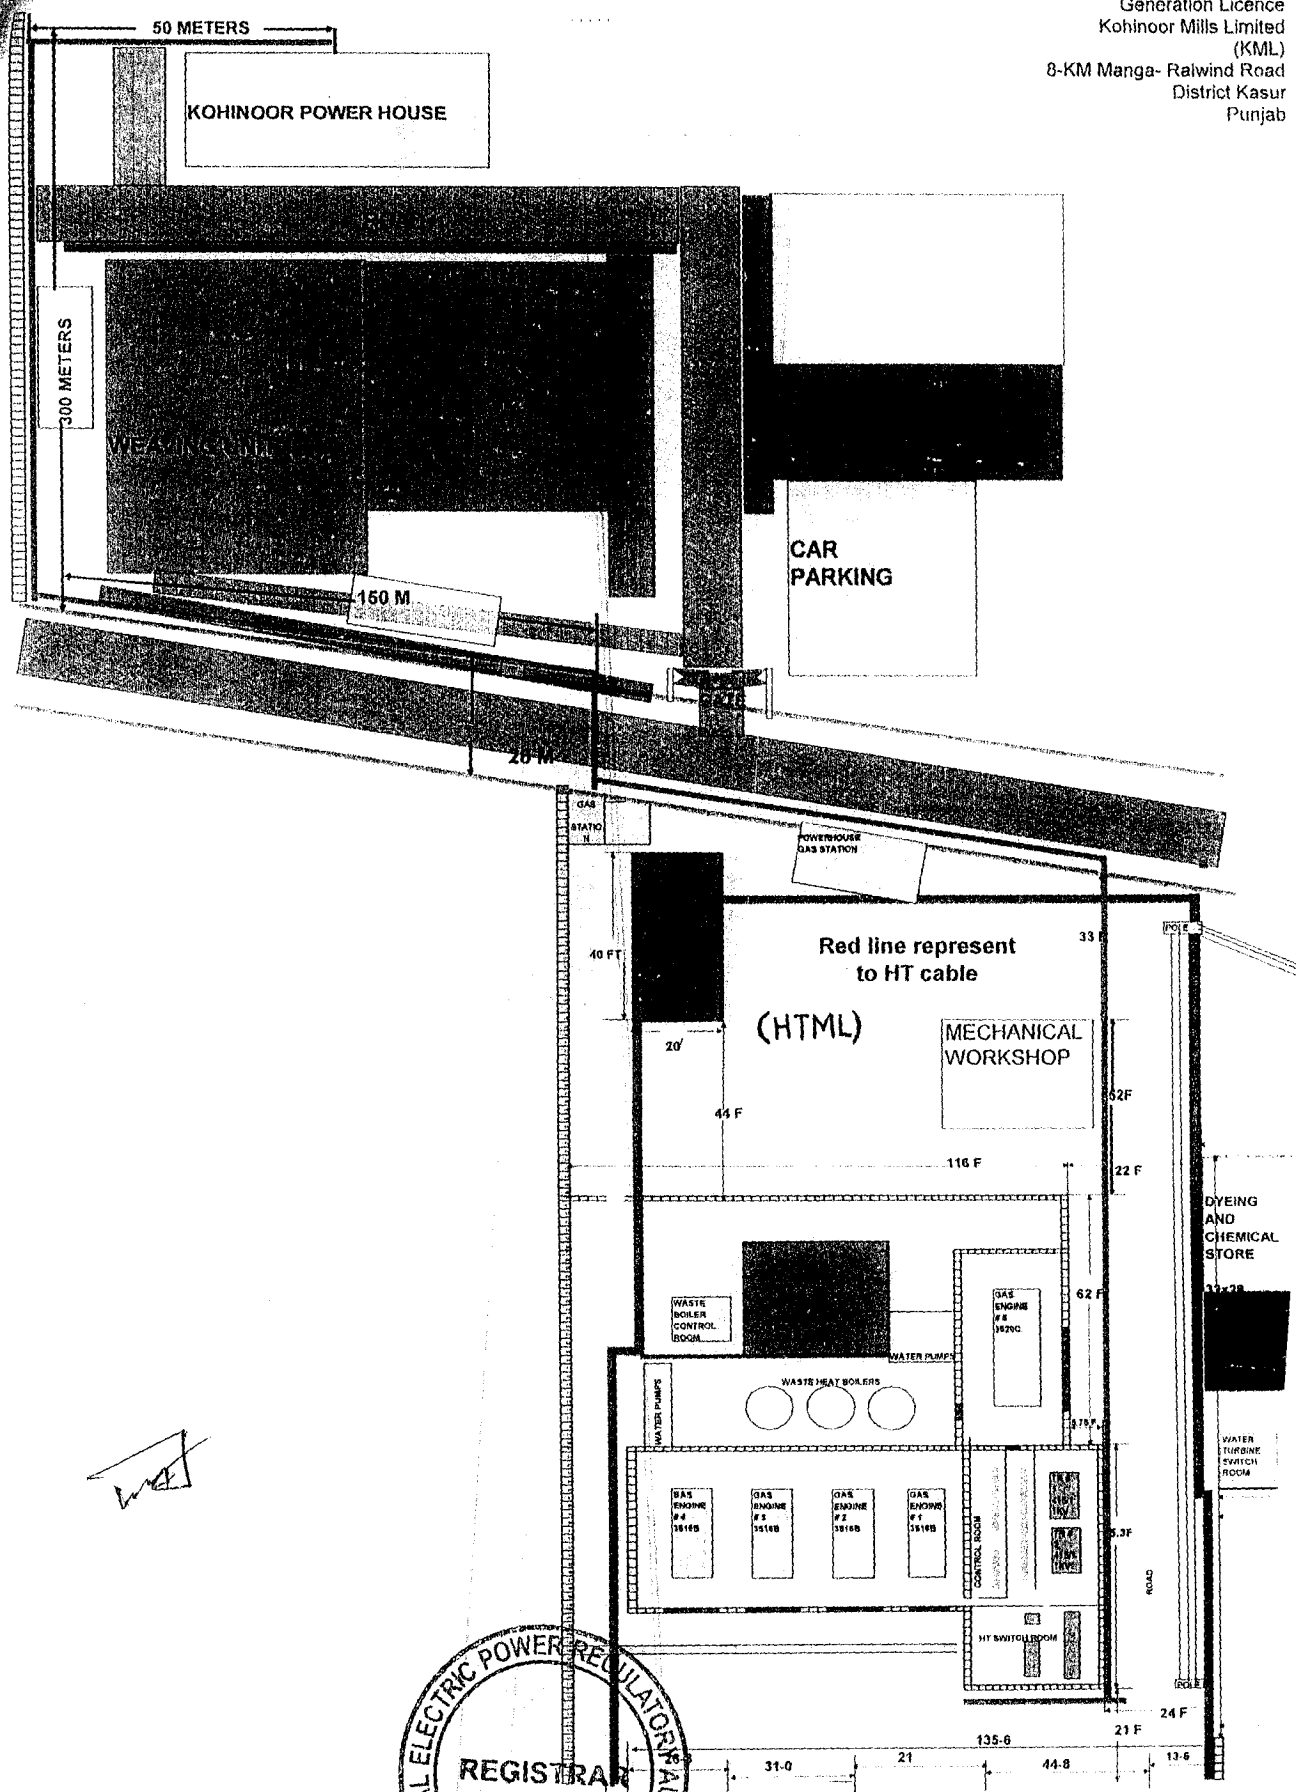 Generation Licence
Kohinoor Mills Limited
(KML)
8-KM Manga- Raiwind Road
District Kasur
Punjab
50 METERS
KOHINOOR POWER HOUSE
300 METERS
CAR
PARKING
150 M
20 M
GAS
STATIO
N
POWERHOUSE
GAS STATION
40 FT
33 F
POLE
Red line represent
to HT cable
(HTML)
20'
MECHANICAL
WORKSHOP
44 F
52F
116 F
22 F
DYEING
AND
CHEMICAL
STORE
WASTE
BOILER
CONTROL
ROOM
GAS
ENGINE
62 F
WATER PUMPS
WASTE HEAT BOILERS
WATER PUMPS
WATER
TURBINE
SWITCH
ROOM
GAS
ENGINE
# 4
3516B
GAS
ENGINE
# 3
3516B
GAS
ENGINE
# 2
3516B
GAS
ENGINE
# 1
3516B
CONTROL ROOM
ROAD
HT SWITCH ROOM
ELECTRIC POWER REGULATORY
REGISTRAR
24 F
21 F
135-6
31-0
21
44-8
13-6